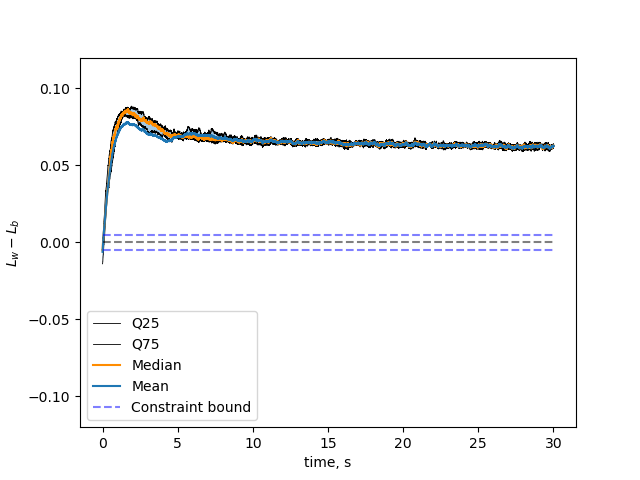 0.10
0.05
0.00
−0.05
−0.10
L_w − L_b
Q25
Q75
Median
Mean
Constraint bound
0 5 10 15 20 25 30
time, s